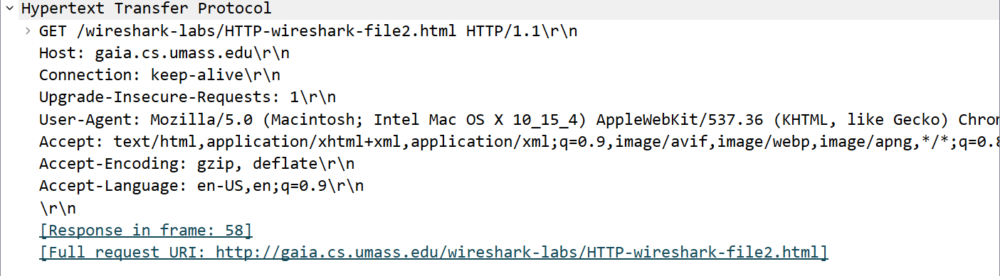 Hypertext Transfer Protocol
GET /wireshark-labs/HTTP-wireshark-file2.html HTTP/1.1\r\n
Host: gaia.cs.umass.edu\r\n
Connection: keep-alive\r\n
Upgrade-Insecure-Requests: 1\r\n
User-Agent: Mozilla/5.0 (Macintosh; Intel Mac OS X 10_15_4) AppleWebKit/537.36 (KHTML, like Gecko) Chrom
Accept: text/html,application/xhtml+xml,application/xml;q=0.9,image/avif,image/webp,image/apng,*/*;q=0.8
Accept-Encoding: gzip, deflate\r\n
Accept-Language: en-US,en;q=0.9\r\n
\r\n
[Response in frame: 58]
[Full request URI: http://gaia.cs.umass.edu/wireshark-labs/HTTP-wireshark-file2.html]